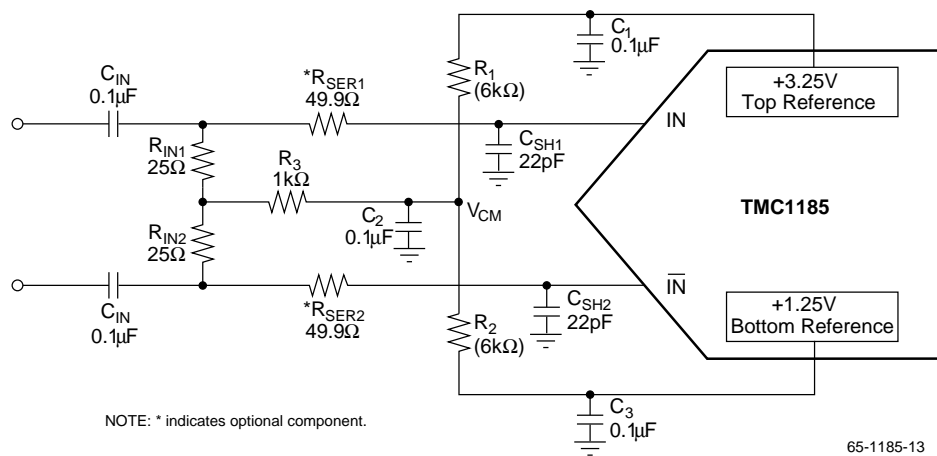 C1
0.1µF
CIN
0.1µF
*RSER1
49.9Ω
R1
(6kΩ)
+3.25V
Top Reference
IN
RIN1
25Ω
CSH1
22pF
R3
1kΩ
TMC1185
C2
0.1µF
VCM
RIN2
25Ω
IN
CIN
0.1µF
*RSER2
49.9Ω
CSH2
22pF
+1.25V
Bottom Reference
R2
(6kΩ)
NOTE: * indicates optional component.
C3
0.1µF
65-1185-13